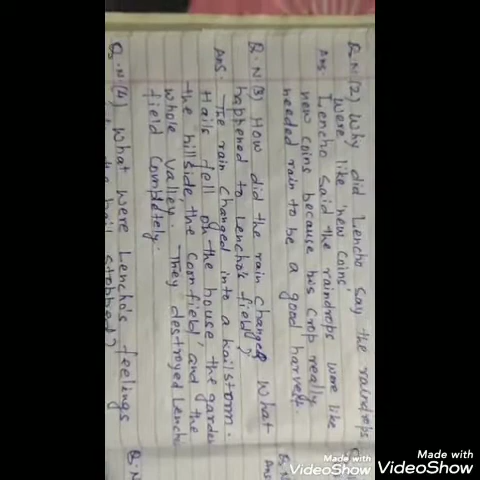 Q.N.(2) Why did Lencho say the raindrops
were like 'new coins'
Ans. Lencho said the raindrops were like
new coins because his crop really
needed rain to be a good harvest.
Q.N.(3) How did the rain change What
happened to Lencho's field?
Ans. The rain changed into a hailstorm.
Hails fell on the house, the garden
the hillside, the cornfield, and the
whole valley. They destroyed Lencho
field completely.
Q.N.(4) What were Lencho's feelings
the hail stopped?
Made with
VideoShow
Made with
VideoShow